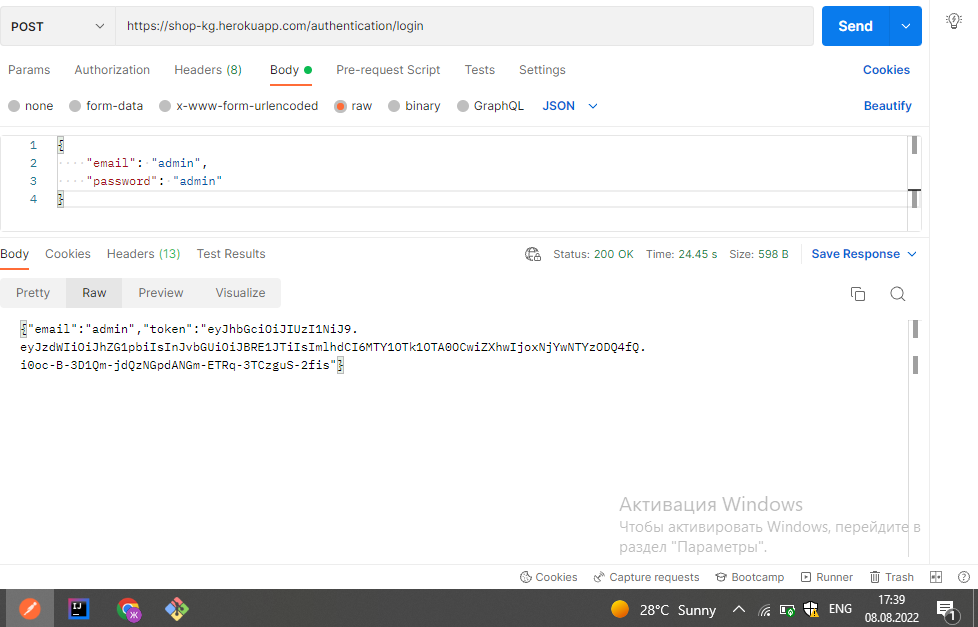 POST https://shop-kg.herokuapp.com/authentication/login Send
Params Authorization Headers (8) Body Pre-request Script Tests Settings Cookies
none form-data x-www-form-urlencoded raw binary GraphQL JSON Beautify
1 {
2 "email": "admin",
3 "password": "admin"
4 }
Body Cookies Headers (13) Test Results Status: 200 OK Time: 24.45 s Size: 598 B Save Response
Pretty Raw Preview Visualize
{"email":"admin","token":"eyJhbGciOiJIUzI1NiJ9.
eyJzdWIiOiJhZG1pbiIsInJvbGUiOiJBRE1JTiIsImlhdCI6MTY1OTk1OTA0OCwiZXhwIjoxNjYwNTYzODQ4fQ.
i0oc-B-3D1Qm-jdQzNGpdANGm-ETRq-3TCzguS-2fis"}
Активация Windows
Чтобы активировать Windows, перейдите в
раздел "Параметры".
Cookies Capture requests Bootcamp Runner Trash
28°C Sunny ENG 17:39
08.08.2022 1